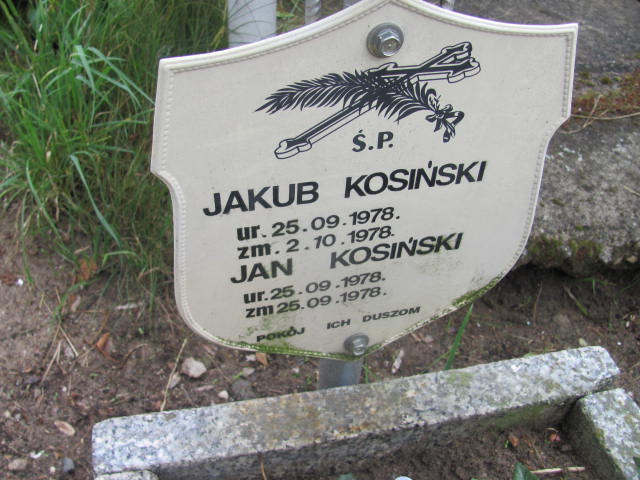 Ś.P.
JAKUB KOSIŃSKI
ur. 25.09.1978.
zm. 2.10.1978.
JAN KOSIŃSKI
ur. 25.09.1978.
zm 25.09.1978.
POKÓJ ICH DUSZOM